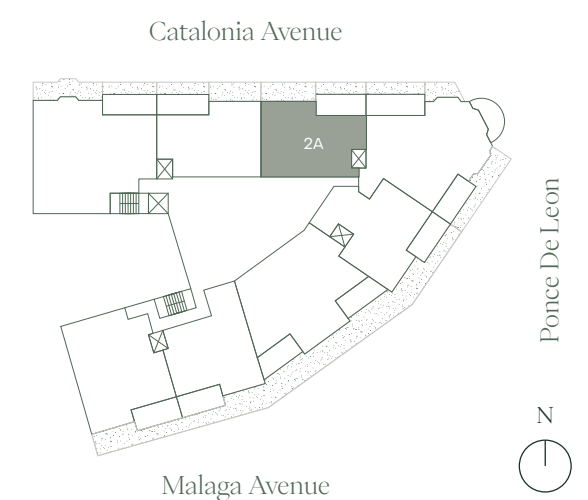 Catalonia Avenue
2A
Ponce De Leon
N
Malaga Avenue